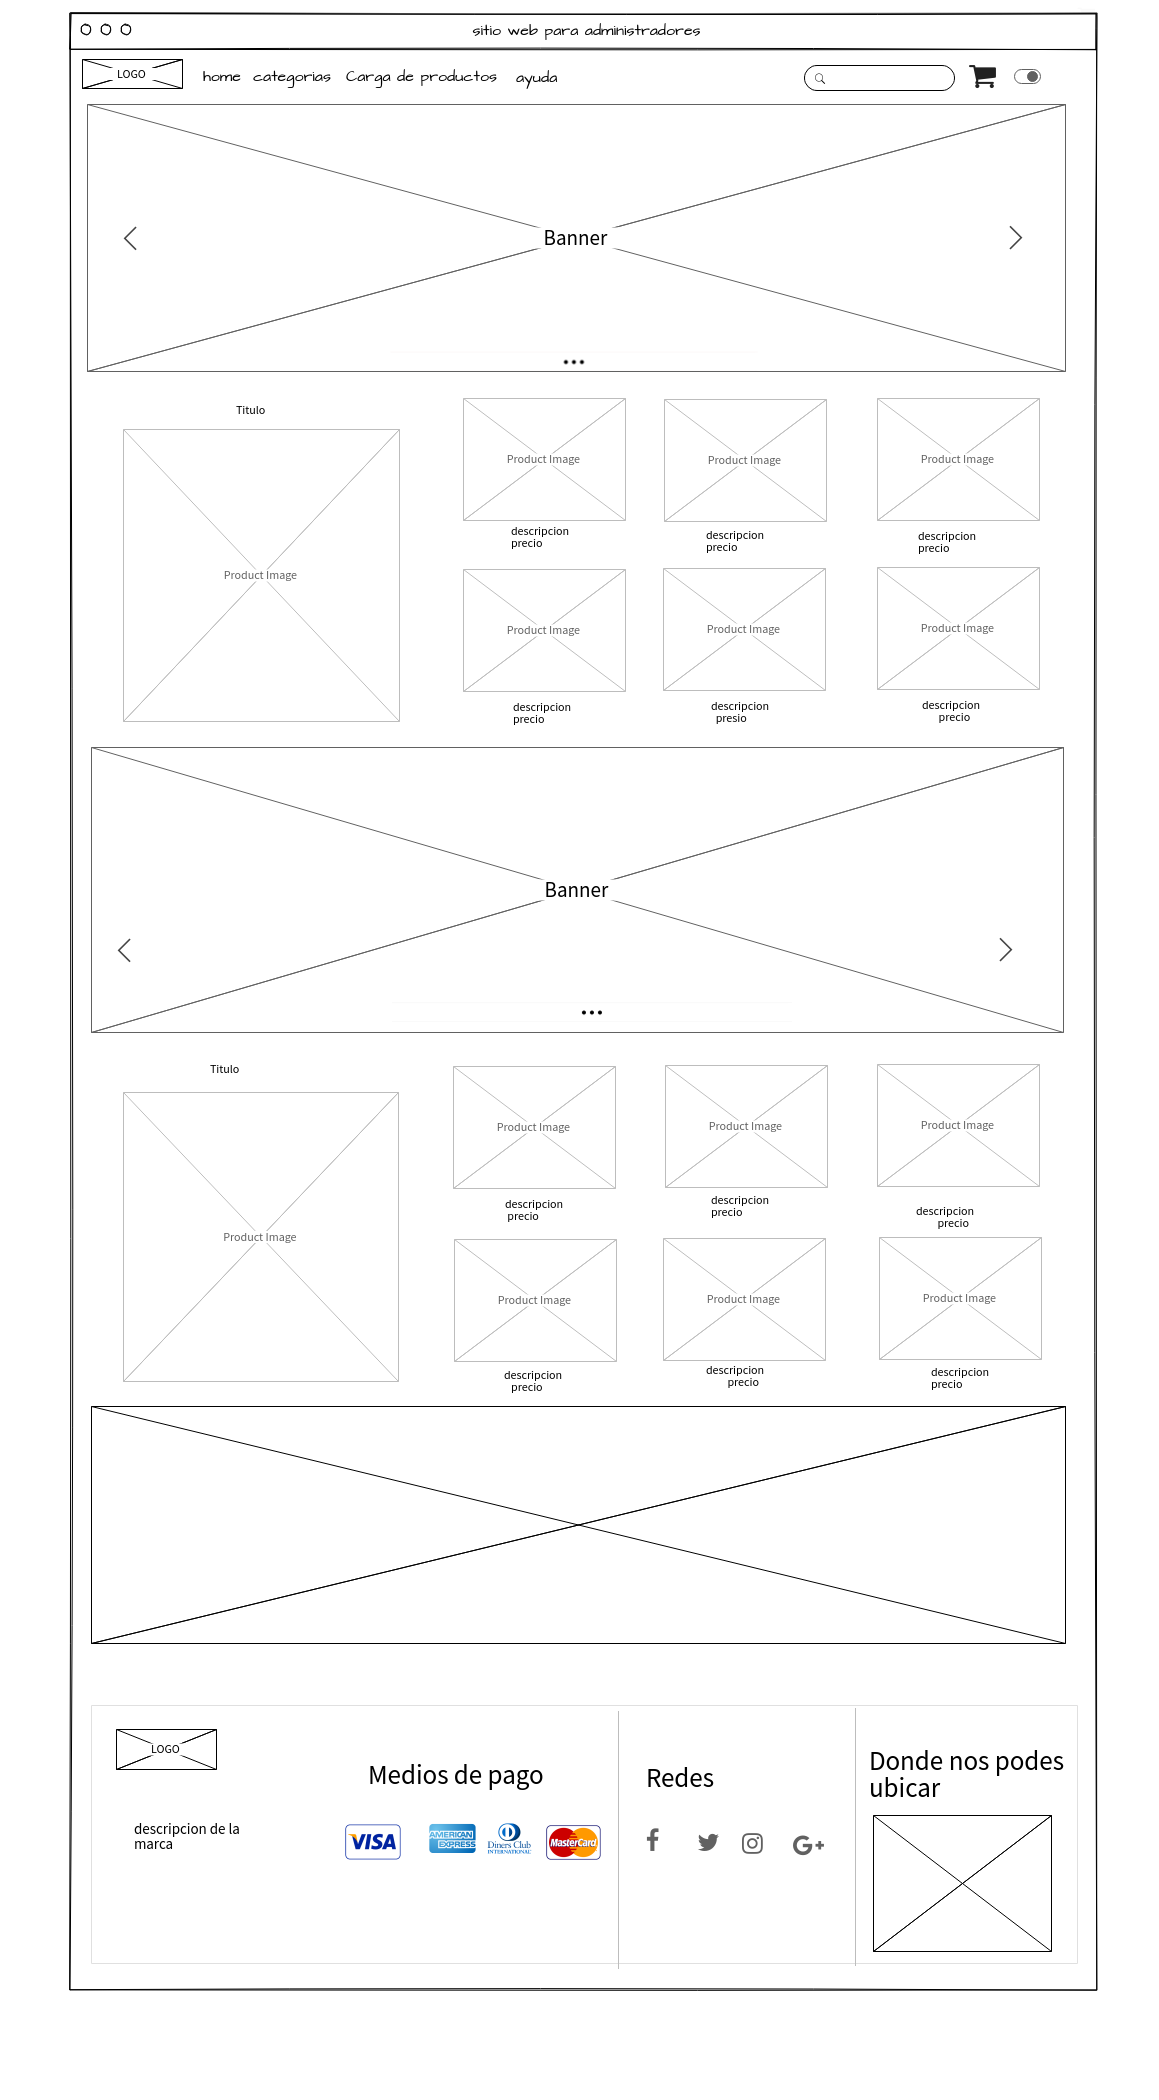 sitio web para administradores
LOGO
home categorias Carga de productos ayuda
Banner
Titulo
Product Image
Product Image
Product Image
Product Image
descripcion
precio
descripcion
precio
descripcion
precio
Product Image
Product Image
Product Image
descripcion
precio
descripcion
presio
descripcion
precio
Banner
Titulo
Product Image
Product Image
Product Image
Product Image
descripcion
precio
descripcion
precio
descripcion
precio
Product Image
Product Image
Product Image
descripcion
precio
descripcion
precio
descripcion
precio
LOGO
descripcion de la
marca
Medios de pago
VISA
AMERICAN
EXPRESS
Diners Club
INTERNATIONAL
MasterCard
Redes
Donde nos podes
ubicar